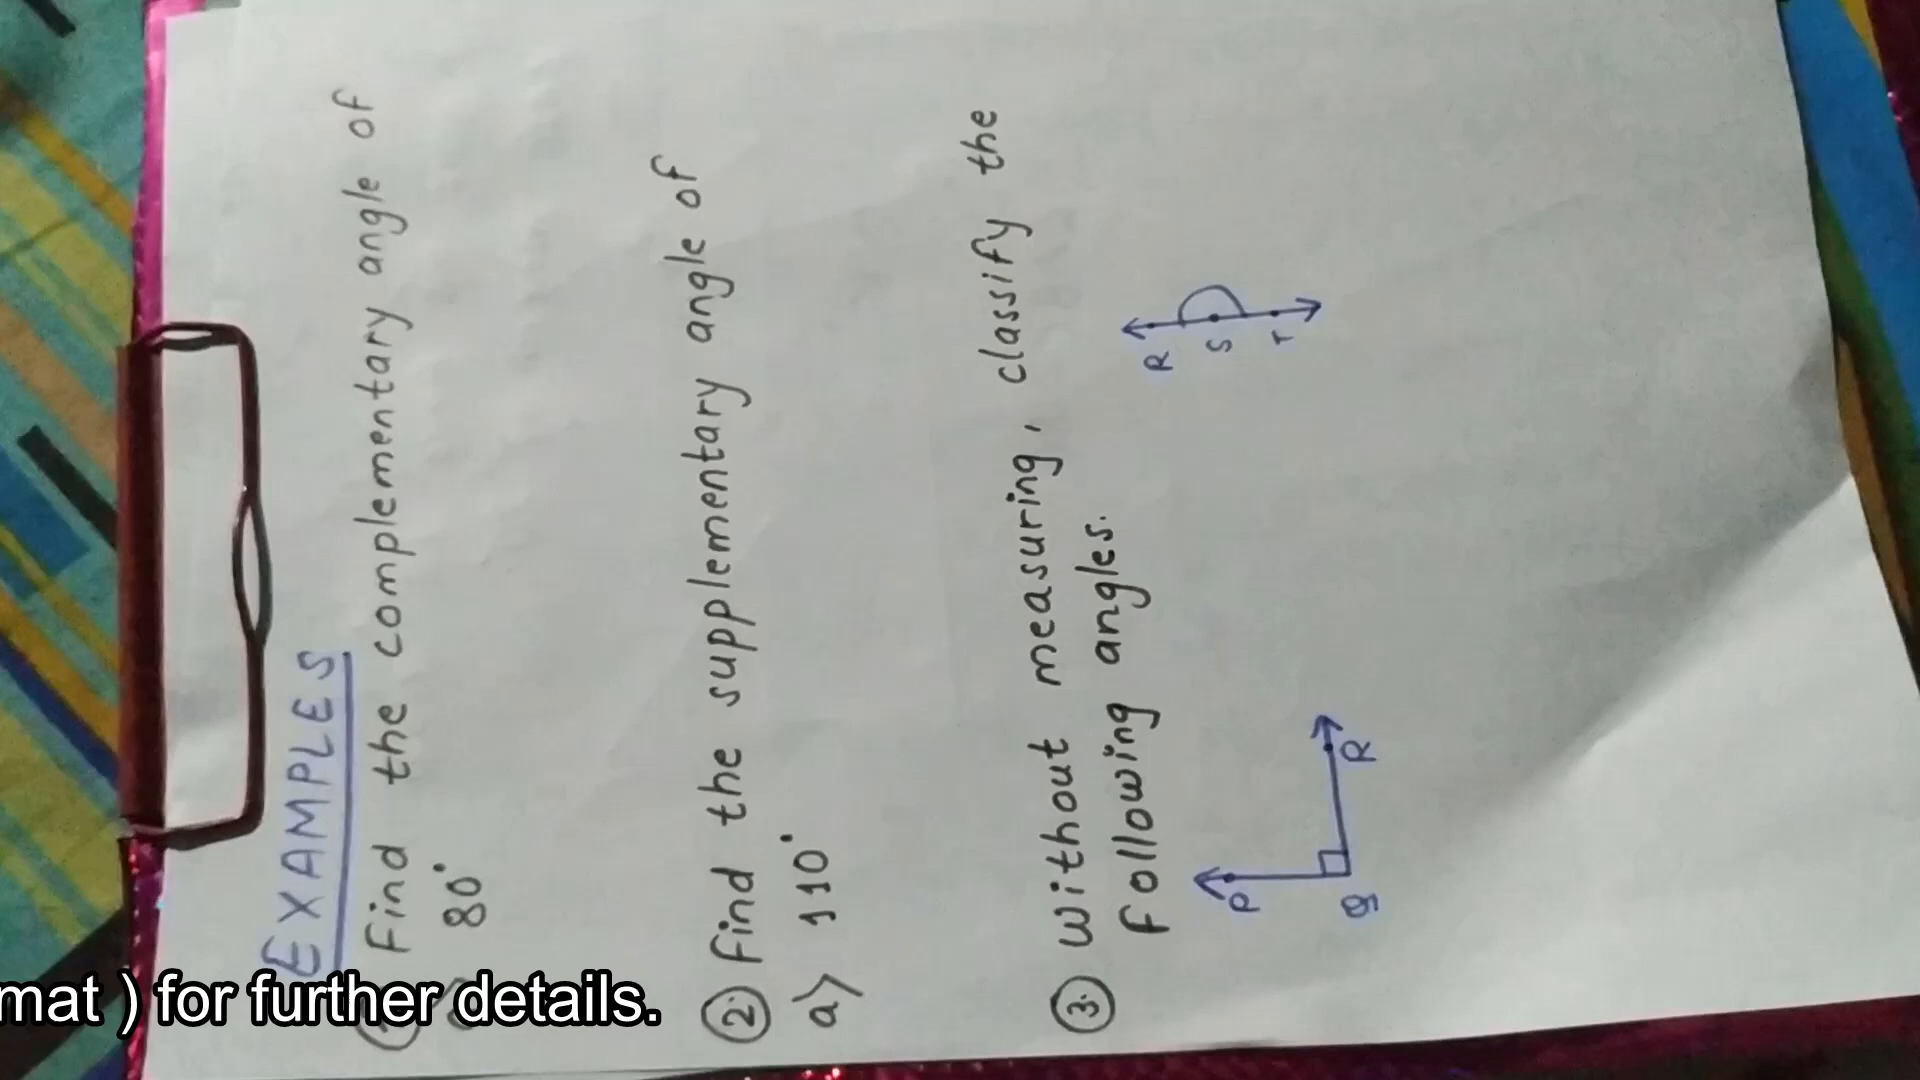 EXAMPLES
Find the complementary angle of
80°
② Find the supplementary angle of
a) 110°
③ Without measuring, classify the
following angles.
P
R
R
S
T
mat ) for further details.